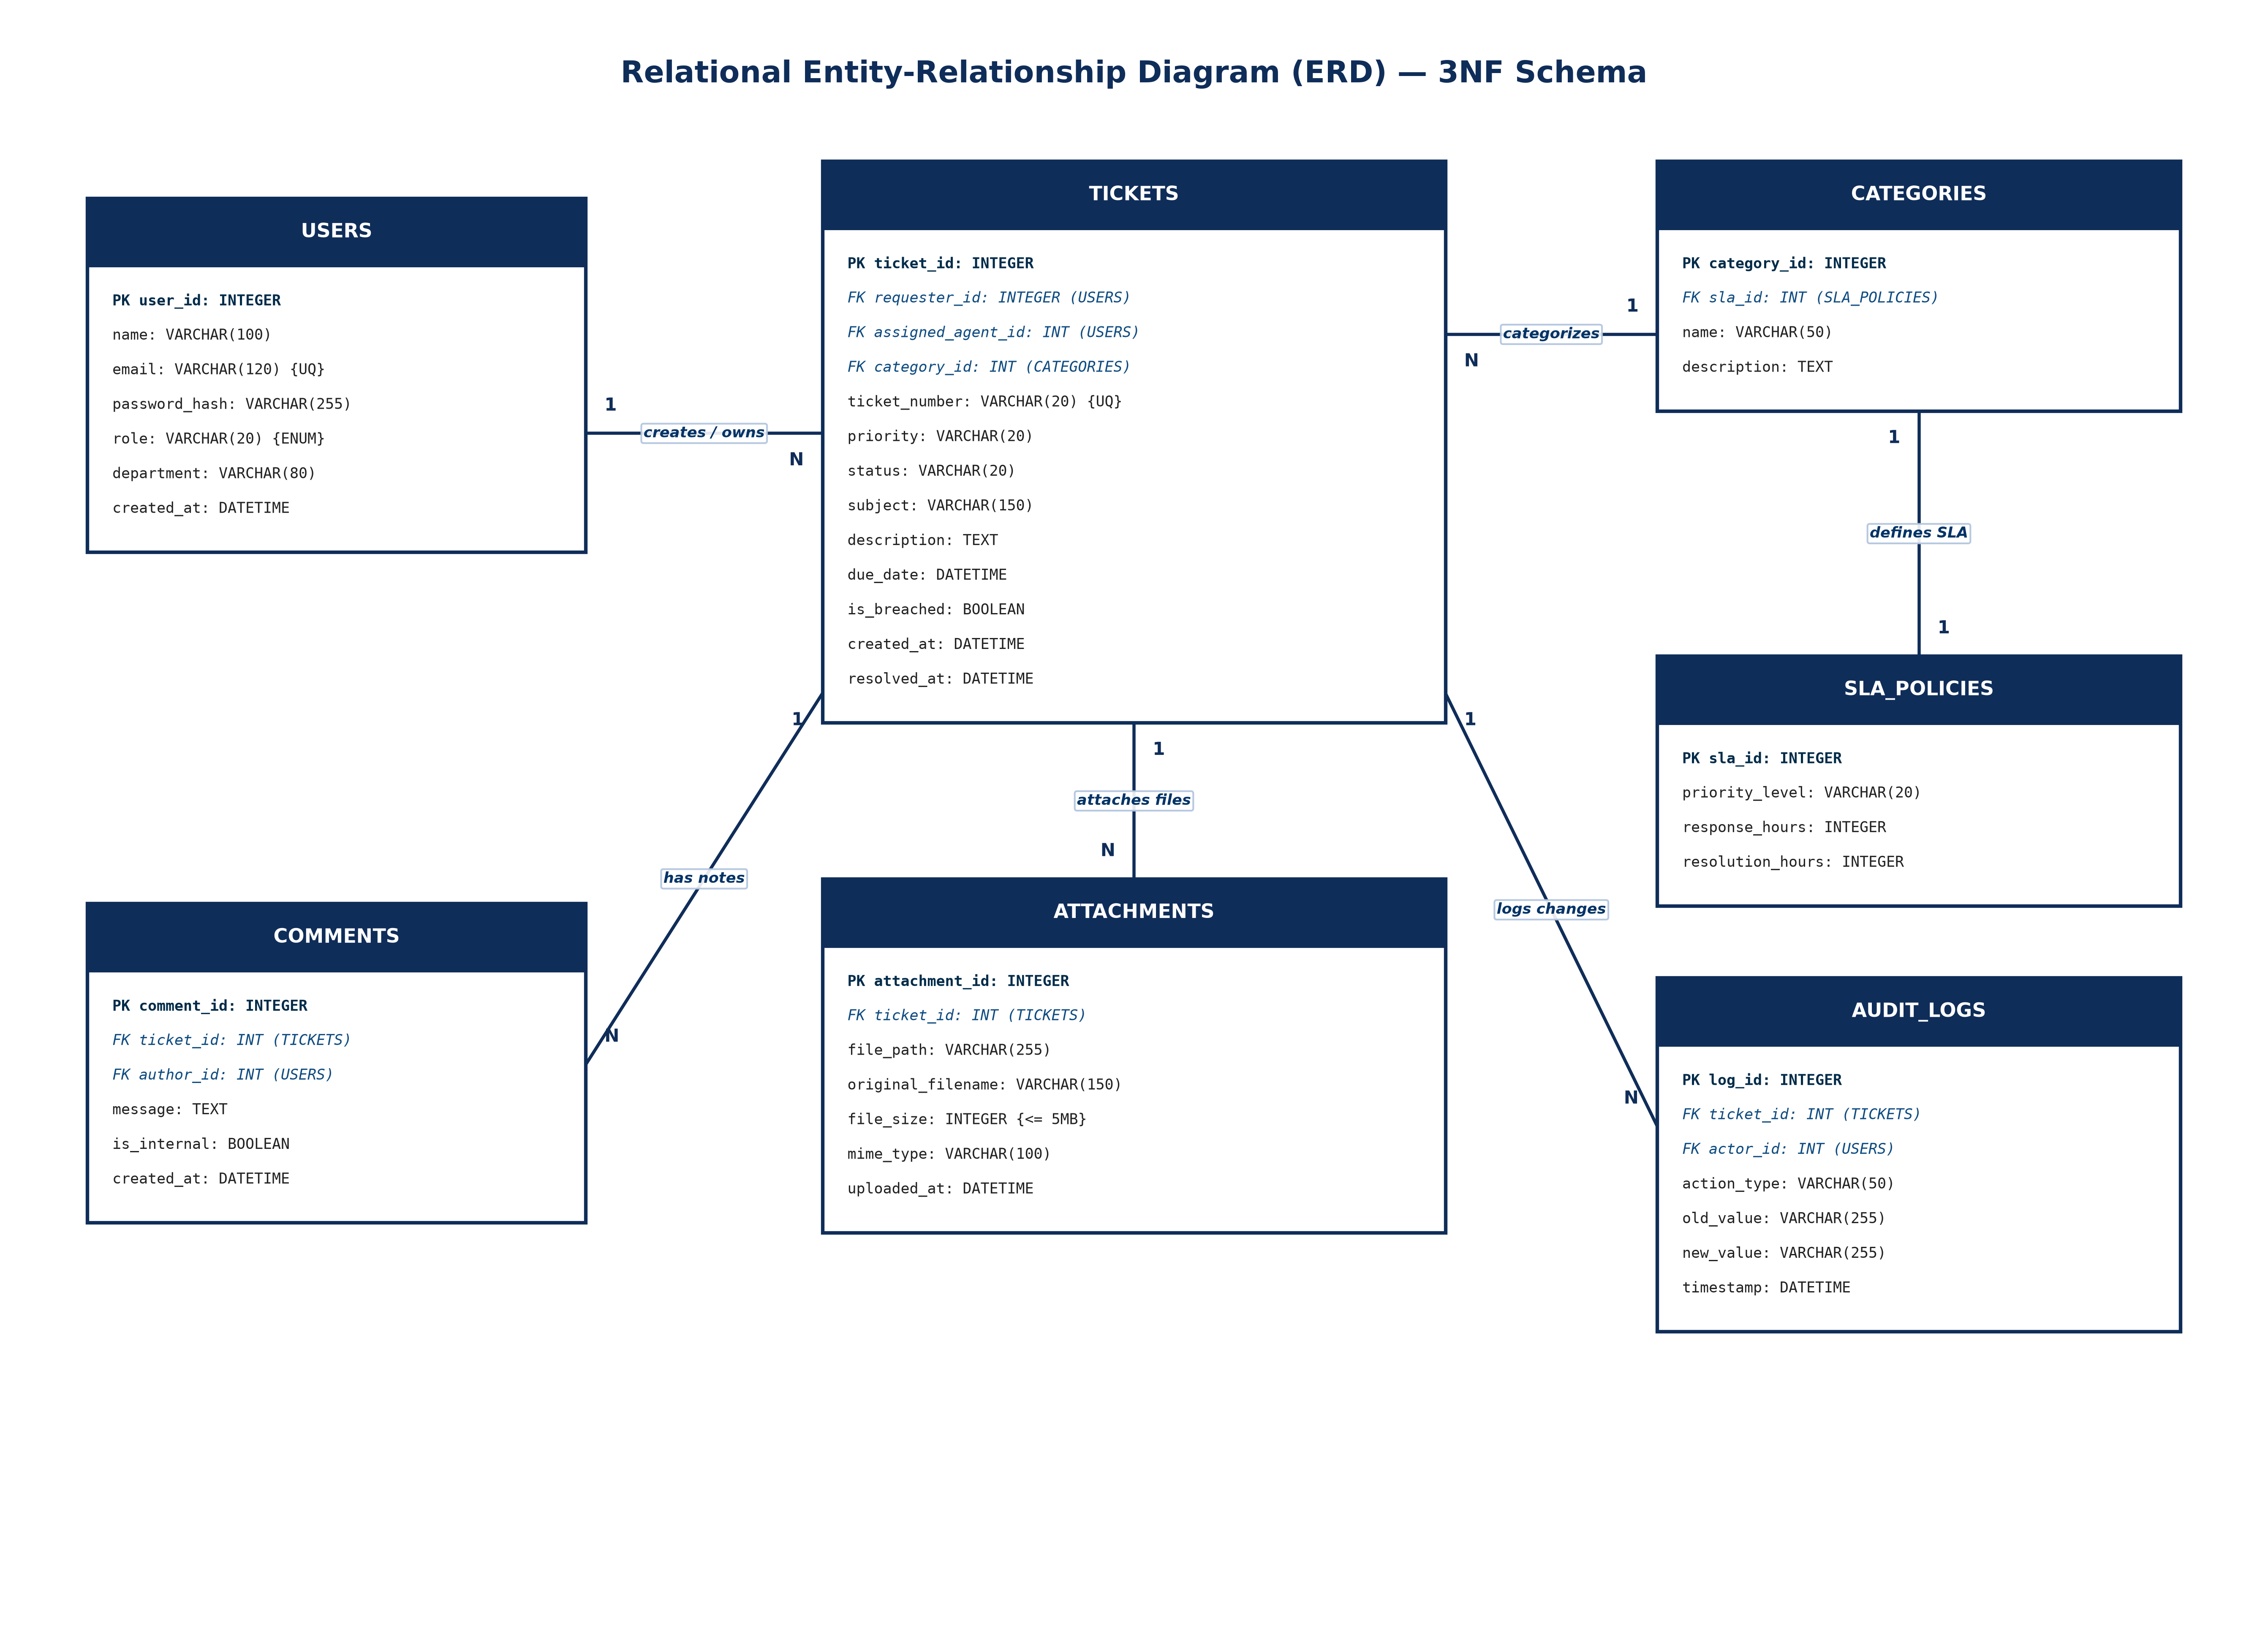 Relational Entity-Relationship Diagram (ERD) — 3NF Schema
USERS
PK user_id: INTEGER
name: VARCHAR(100)
email: VARCHAR(120) {UQ}
password_hash: VARCHAR(255)
role: VARCHAR(20) {ENUM}
department: VARCHAR(80)
created_at: DATETIME
1
creates / owns
N
TICKETS
PK ticket_id: INTEGER
FK requester_id: INTEGER (USERS)
FK assigned_agent_id: INT (USERS)
FK category_id: INT (CATEGORIES)
ticket_number: VARCHAR(20) {UQ}
priority: VARCHAR(20)
status: VARCHAR(20)
subject: VARCHAR(150)
description: TEXT
due_date: DATETIME
is_breached: BOOLEAN
created_at: DATETIME
resolved_at: DATETIME
1
categorizes
N
CATEGORIES
PK category_id: INTEGER
FK sla_id: INT (SLA_POLICIES)
name: VARCHAR(50)
description: TEXT
1
defines SLA
1
SLA_POLICIES
PK sla_id: INTEGER
priority_level: VARCHAR(20)
response_hours: INTEGER
resolution_hours: INTEGER
1
has notes
N
COMMENTS
PK comment_id: INTEGER
FK ticket_id: INT (TICKETS)
FK author_id: INT (USERS)
message: TEXT
is_internal: BOOLEAN
created_at: DATETIME
1
attaches files
N
ATTACHMENTS
PK attachment_id: INTEGER
FK ticket_id: INT (TICKETS)
file_path: VARCHAR(255)
original_filename: VARCHAR(150)
file_size: INTEGER {<= 5MB}
mime_type: VARCHAR(100)
uploaded_at: DATETIME
1
logs changes
N
AUDIT_LOGS
PK log_id: INTEGER
FK ticket_id: INT (TICKETS)
FK actor_id: INT (USERS)
action_type: VARCHAR(50)
old_value: VARCHAR(255)
new_value: VARCHAR(255)
timestamp: DATETIME